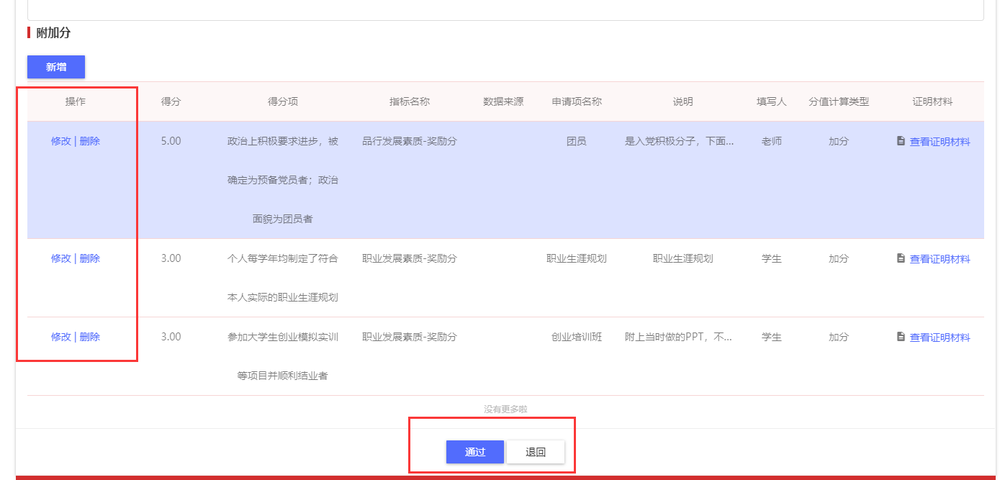 附加分
新增
操作 得分 得分项 指标名称 数据来源 申请项名称 说明 填写人 分值计算类型 证明材料
修改 | 删除 5.00 政治上积极要求进步，被 品行发展素质-奖励分 团员 是入党积极分子，下面... 老师 加分 查看证明材料
确定为预备党员者；政治
面貌为团员者
修改 | 删除 3.00 个人每学年均制定了符合 职业发展素质-奖励分 职业生涯规划 职业生涯规划 学生 加分 查看证明材料
本人实际的职业生涯规划
修改 | 删除 3.00 参加大学生创业模拟实训 职业发展素质-奖励分 创业培训班 附上当时做的PPT，不... 学生 加分 查看证明材料
等项目并顺利结业者
没有更多啦
通过 退回